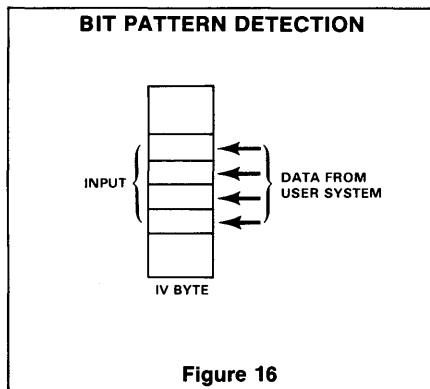 BIT PATTERN DETECTION
INPUT
DATA FROM
USER SYSTEM
IV BYTE
Figure 16